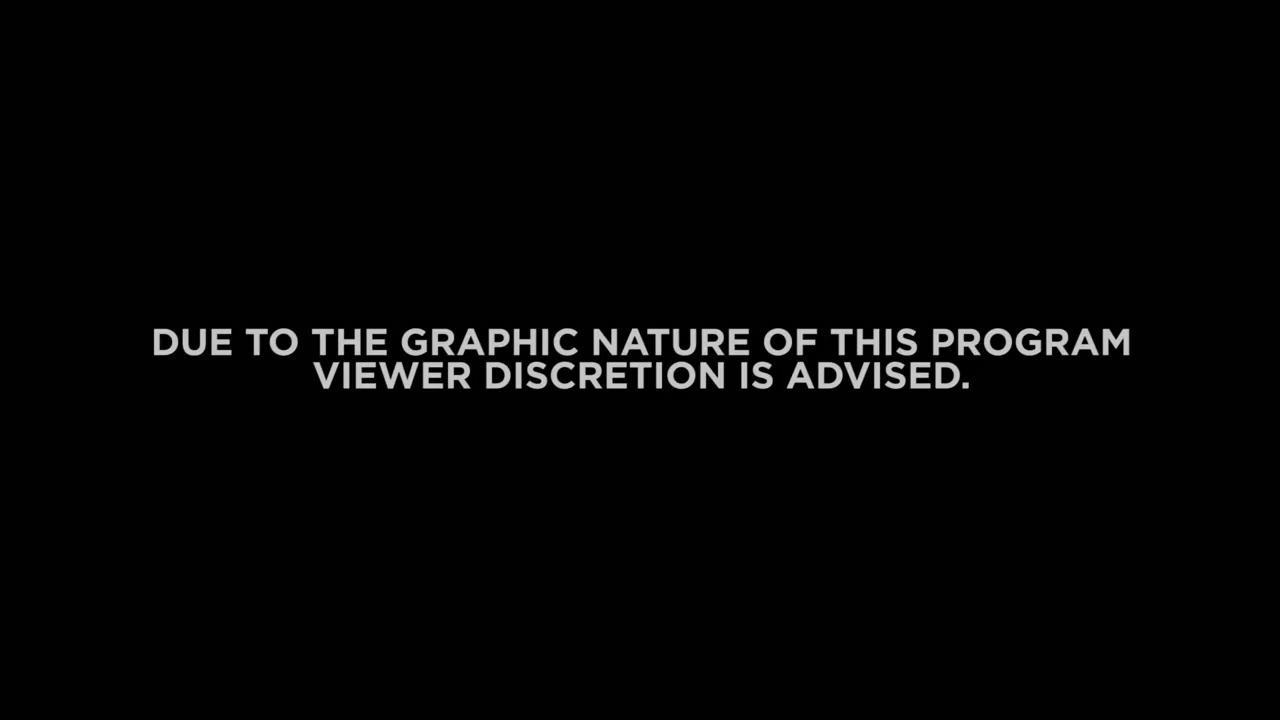 DUE TO THE GRAPHIC NATURE OF THIS PROGRAM
VIEWER DISCRETION IS ADVISED.